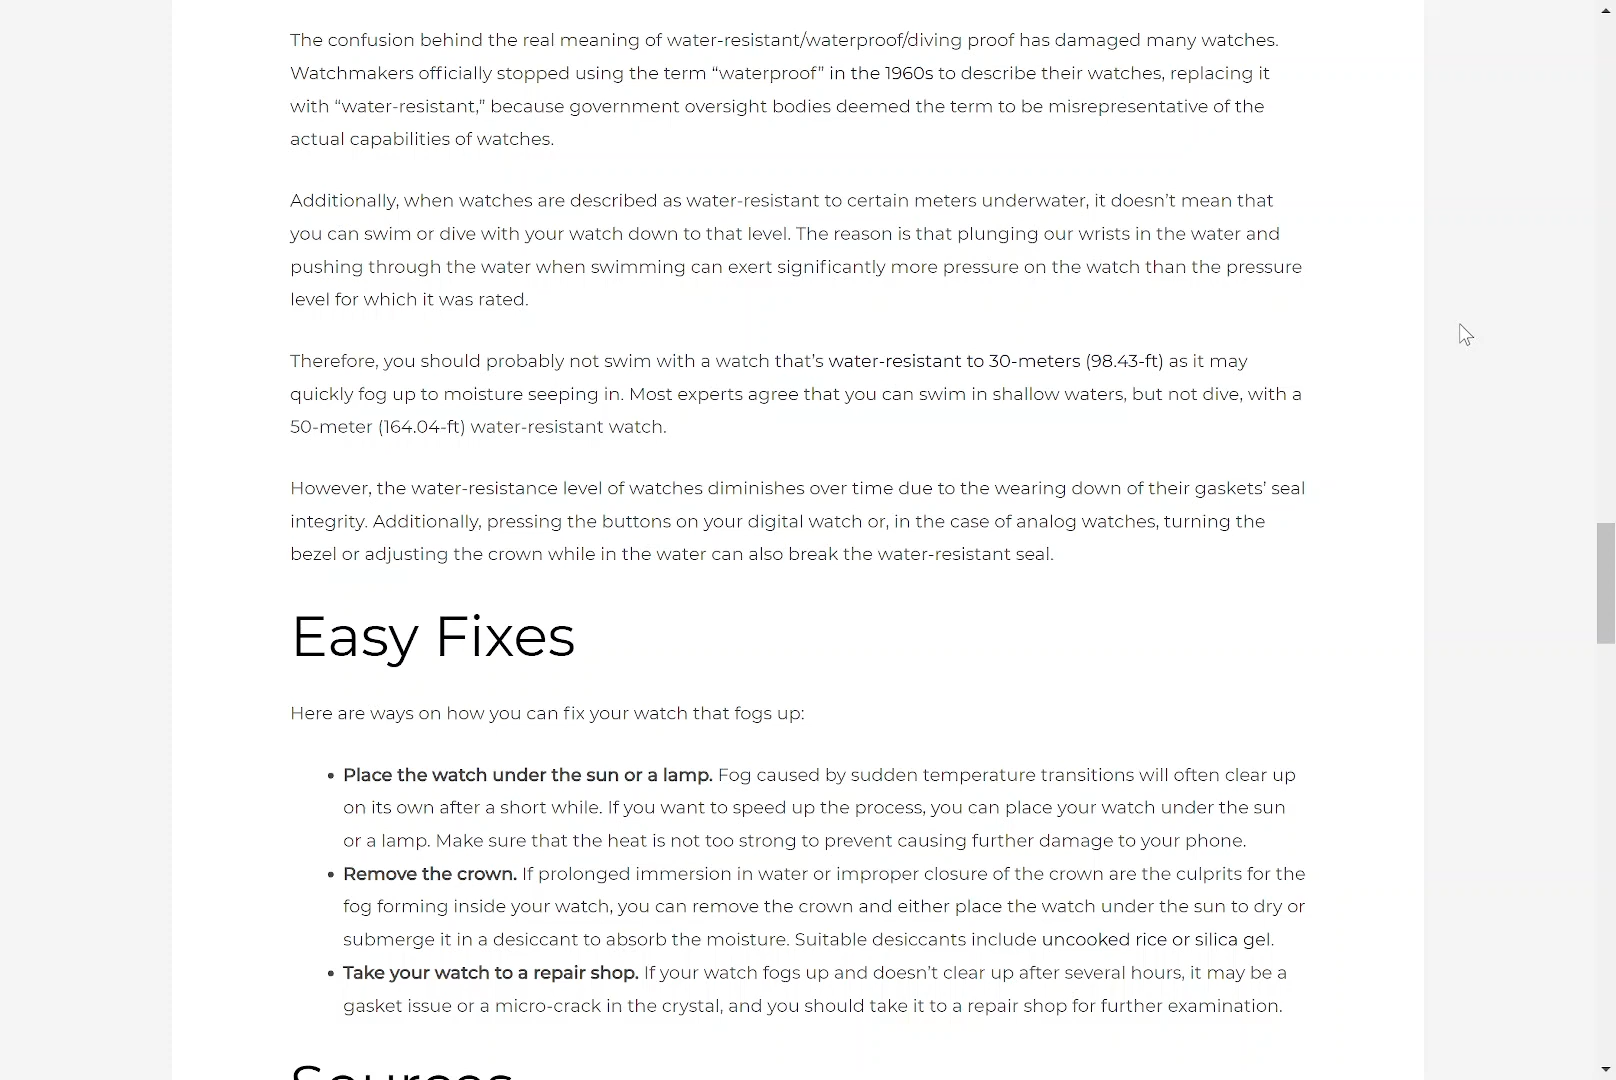 The confusion behind the real meaning of water-resistant/waterproof/diving proof has damaged many watches.
Watchmakers officially stopped using the term “waterproof” in the 1960s to describe their watches, replacing it
with “water-resistant,” because government oversight bodies deemed the term to be misrepresentative of the
actual capabilities of watches.
Additionally, when watches are described as water-resistant to certain meters underwater, it doesn’t mean that
you can swim or dive with your watch down to that level. The reason is that plunging our wrists in the water and
pushing through the water when swimming can exert significantly more pressure on the watch than the pressure
level for which it was rated.
Therefore, you should probably not swim with a watch that’s water-resistant to 30-meters (98.43-ft) as it may
quickly fog up to moisture seeping in. Most experts agree that you can swim in shallow waters, but not dive, with a
50-meter (164.04-ft) water-resistant watch.
However, the water-resistance level of watches diminishes over time due to the wearing down of their gaskets’ seal
integrity. Additionally, pressing the buttons on your digital watch or, in the case of analog watches, turning the
bezel or adjusting the crown while in the water can also break the water-resistant seal.
Easy Fixes
Here are ways on how you can fix your watch that fogs up:
• Place the watch under the sun or a lamp. Fog caused by sudden temperature transitions will often clear up
on its own after a short while. If you want to speed up the process, you can place your watch under the sun
or a lamp. Make sure that the heat is not too strong to prevent causing further damage to your phone.
• Remove the crown. If prolonged immersion in water or improper closure of the crown are the culprits for the
fog forming inside your watch, you can remove the crown and either place the watch under the sun to dry or
submerge it in a desiccant to absorb the moisture. Suitable desiccants include uncooked rice or silica gel.
• Take your watch to a repair shop. If your watch fogs up and doesn’t clear up after several hours, it may be a
gasket issue or a micro-crack in the crystal, and you should take it to a repair shop for further examination.
Sources